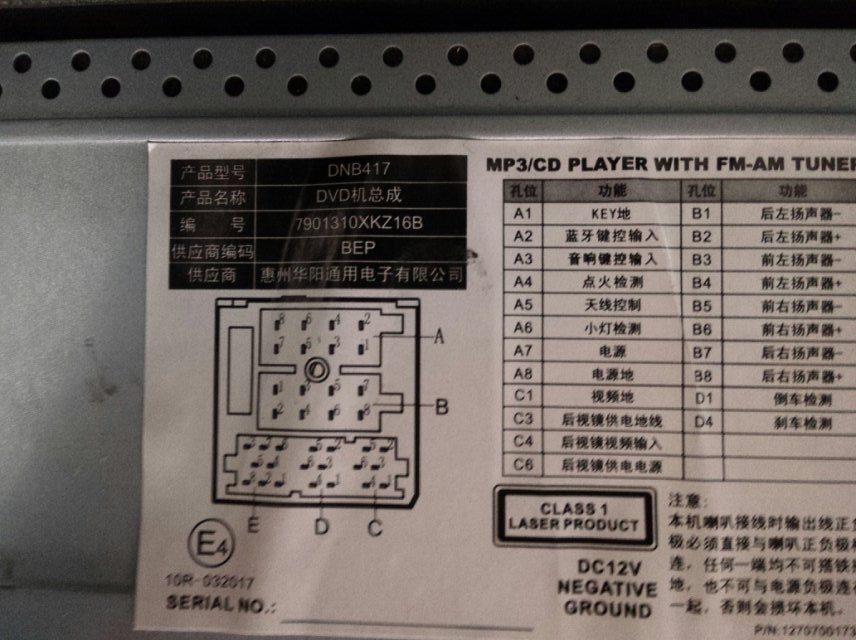 产品型号 DNB417
产品名称 DVD机总成
编 号 7901310XKZ16B
供应商编码 BEP
供应商 惠州华阳通用电子有限公司
A
B
E D C
E4
10R-032017
SERIAL NO.:
MP3/CD PLAYER WITH FM-AM TUNER
孔位 功能 孔位 功能
A1 KEY地 B1 后左扬声器-
A2 蓝牙键控输入 B2 后左扬声器+
A3 音响键控输入 B3 前左扬声器-
A4 点火检测 B4 前左扬声器+
A5 天线控制 B5 前右扬声器-
A6 小灯检测 B6 前右扬声器+
A7 电源 B7 后右扬声器-
A8 电源地 B8 后右扬声器+
C1 视频地 D1 倒车检测
C3 后视镜供电地线 D4 刹车检测
C4 后视镜视频输入
C6 后视镜供电电源
CLASS 1
LASER PRODUCT
DC12V
NEGATIVE
GROUND
注意:
本机喇叭接线时输出线正负
极必须直接与喇叭正负极相
连，任何一端均不可搭铁接
地，也不可与电源负极连在
一起，否则会损坏本机。